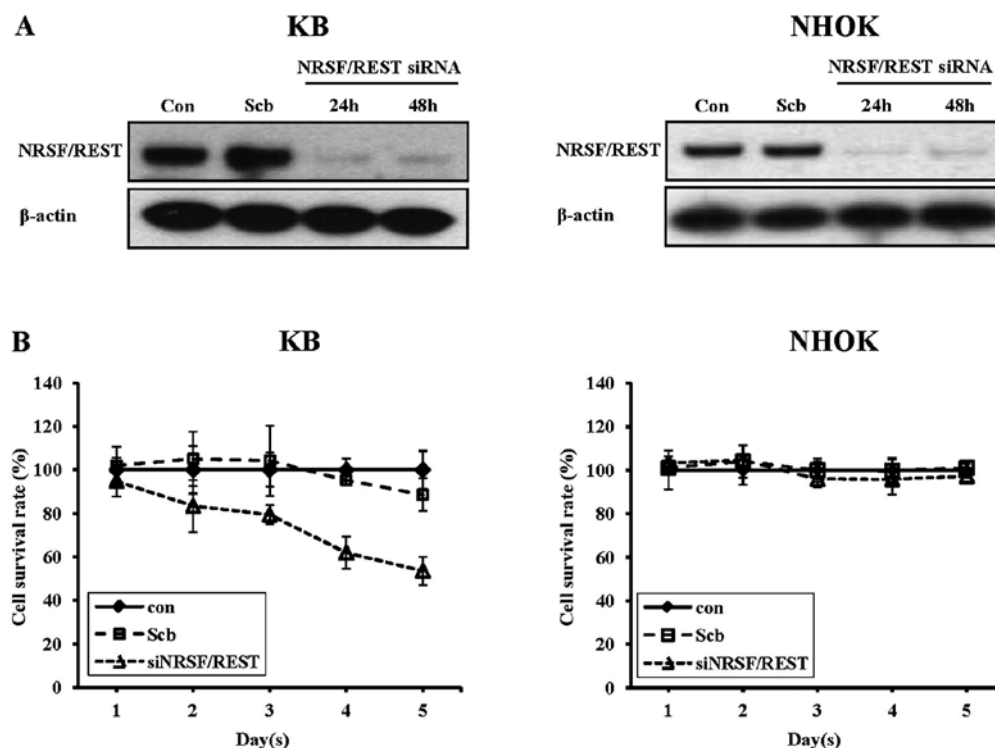 A KB NHOK
NRSF/REST siRNA NRSF/REST siRNA
Con Scb 24h 48h Con Scb 24h 48h
NRSF/REST NRSF/REST
β-actin β-actin
B KB NHOK
Cell survival rate (%)
140
120
100
80
60
40
20
0
con
Scb
siNRSF/REST
1 2 3 4 5
Day(s)
Cell survival rate (%)
140
120
100
80
60
40
20
0
con
Scb
siNRSF/REST
1 2 3 4 5
Day(s)